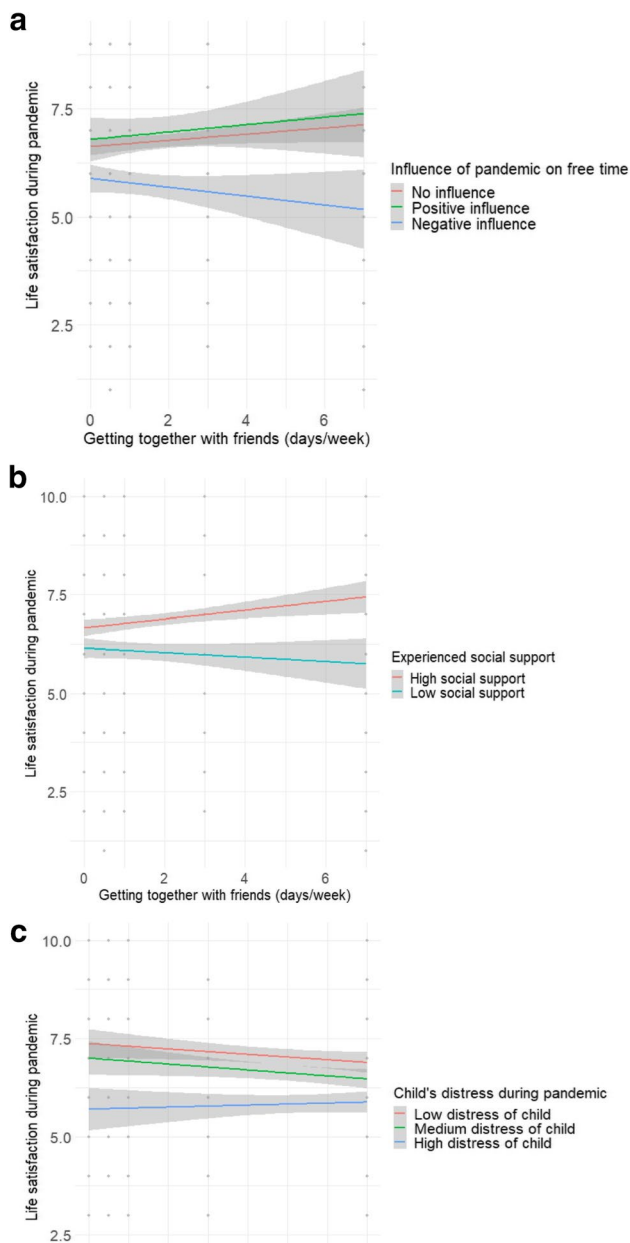 a
Life satisfaction during pandemic
7.5
5.0
2.5
0 2 4 6
Getting together with friends (days/week)
Influence of pandemic on free time
No influence
Positive influence
Negative influence
b
Life satisfaction during pandemic
10.0
7.5
5.0
2.5
0 2 4 6
Getting together with friends (days/week)
Experienced social support
High social support
Low social support
c
Life satisfaction during pandemic
10.0
7.5
5.0
2.5
Child's distress during pandemic
Low distress of child
Medium distress of child
High distress of child